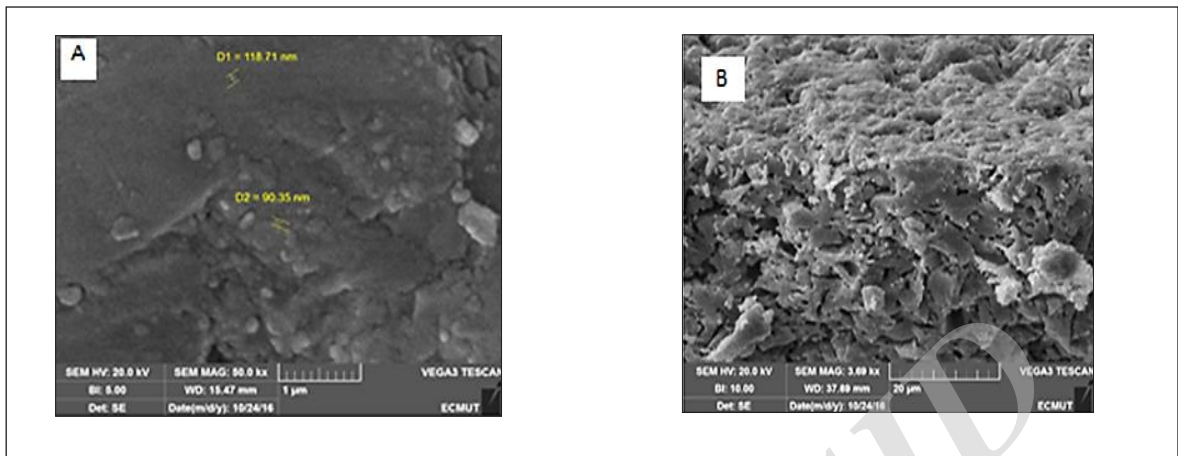 A
D1 = 118.71 nm
D2 = 90.35 nm
SEM HV: 20.0 kV
SEM MAG: 50.0 kx
VEGA3 TESCAN
BI: 5.00
WD: 15.47 mm
1 µm
Det: SE
Date(m/d/y): 10/24/16
ECMUT
B
SEM HV: 20.0 kV
SEM MAG: 3.69 kx
VEGA3 TESCAN
BI: 10.00
WD: 37.89 mm
20 µm
Det: SE
Date(m/d/y): 10/24/16
ECMUT